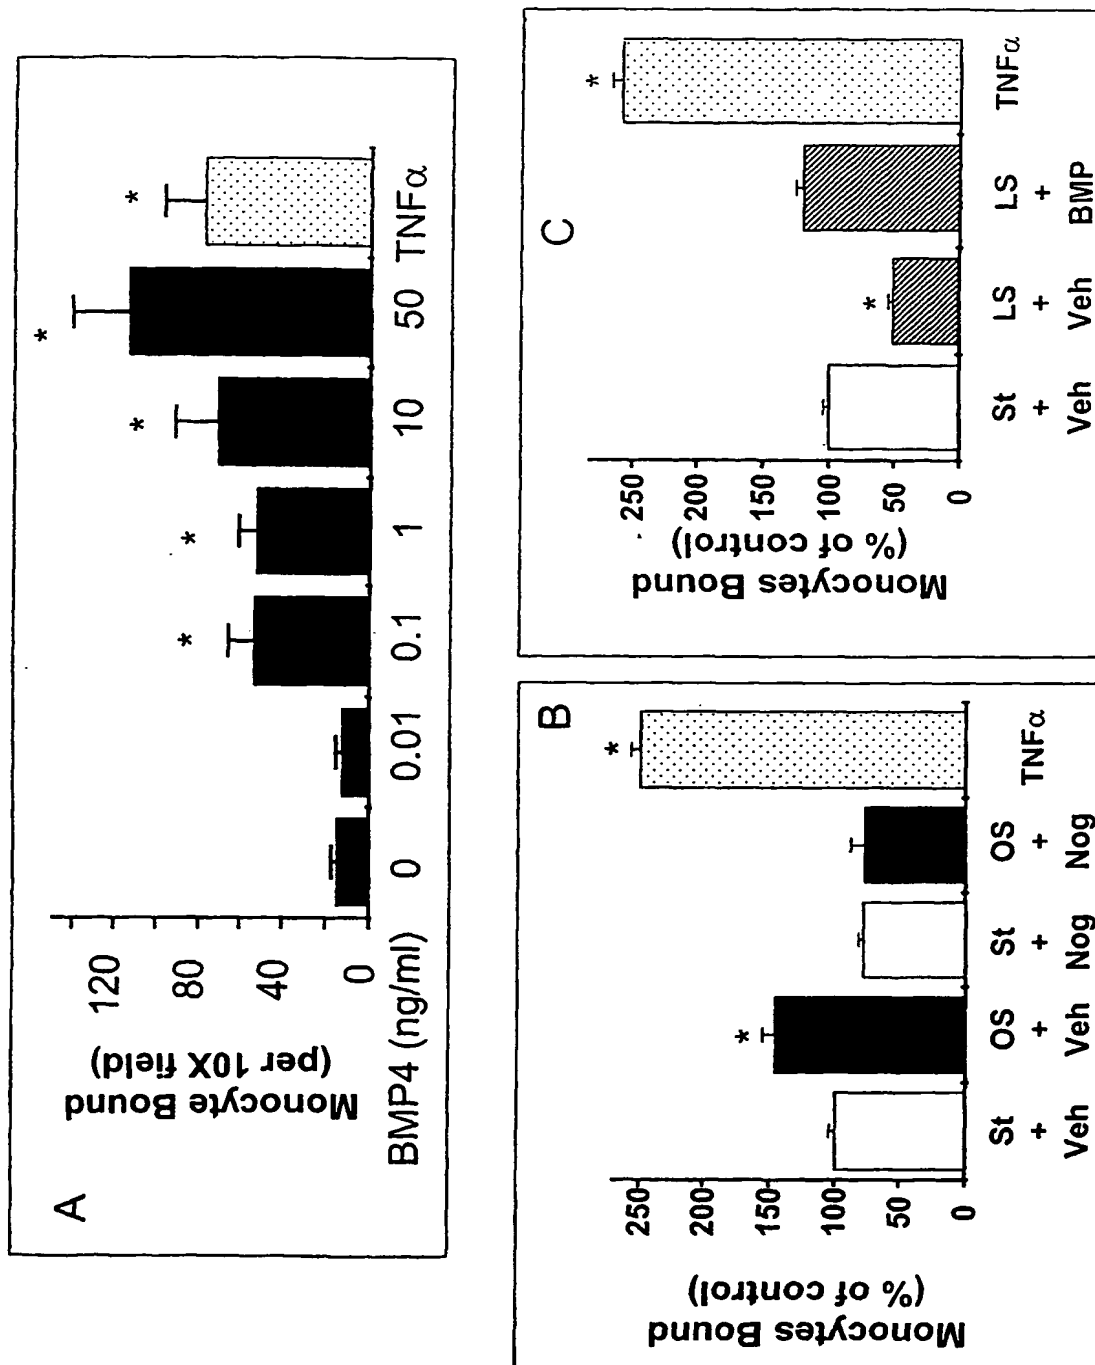 A
Monocyte Bound
(per 10X field)
120
80
40
0
*
*
*
*
*
BMP4 (ng/ml) 0 0.01 0.1 1 10 50 TNFα
B
Monocytes Bound
(% of control)
250
200
150
100
50
0
*
*
St OS St OS TNFα
+ + + +
Veh Veh Nog Nog
C
Monocytes Bound
(% of control)
250
200
150
100
50
0
*
*
St LS LS TNFα
+ + +
Veh Veh BMP